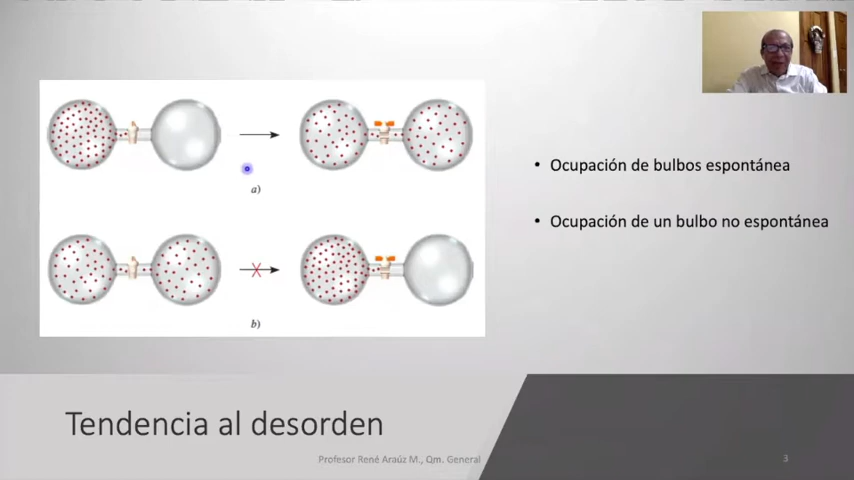 a)
b)
• Ocupación de bulbos espontánea
• Ocupación de un bulbo no espontánea
Tendencia al desorden
Profesor René Araúz M., Qm. General
3